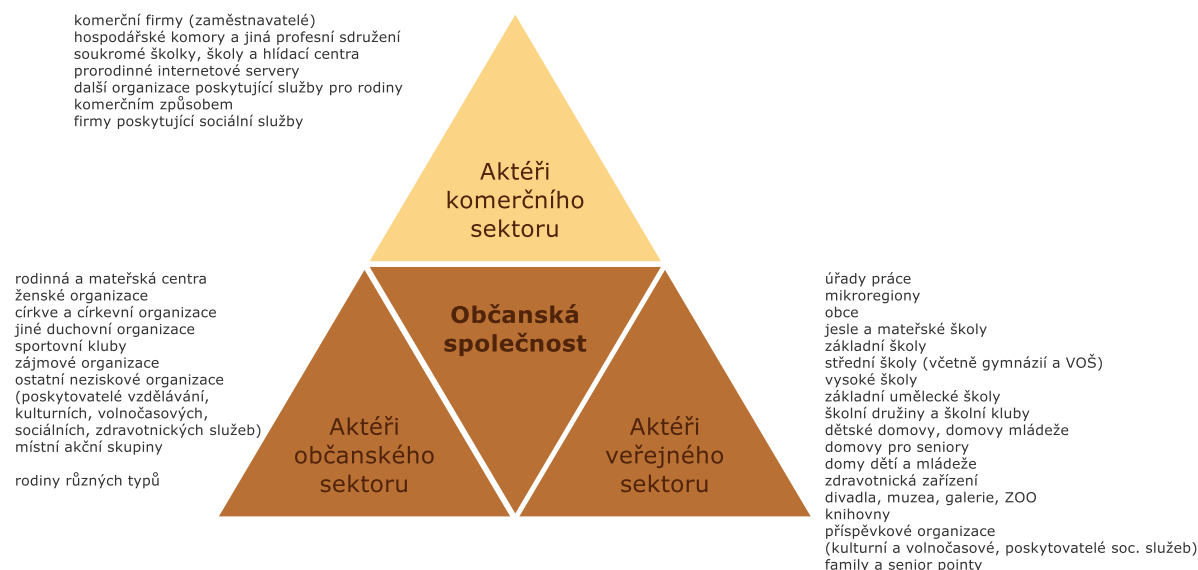 komerční firmy (zaměstnavatelé)
hospodářské komory a jiná profesní sdružení
soukromé školky, školy a hlídací centra
prorodinné internetové servery
další organizace poskytující služby pro rodiny
komerčním způsobem
firmy poskytující sociální služby
Aktéři
komerčního
sektoru
rodinná a mateřská centra
ženské organizace
církve a církevní organizace
jiné duchovní organizace
sportovní kluby
zájmové organizace
ostatní neziskové organizace
(poskytovatelé vzdělávání,
kulturních, volnočasových,
sociálních, zdravotnických služeb)
místní akční skupiny
rodiny různých typů
Občanská
společnost
Aktéři
občanského
sektoru
Aktéři
veřejného
sektoru
úřady práce
mikroregiony
obce
jesle a mateřské školy
základní školy
střední školy (včetně gymnázií a VOŠ)
vysoké školy
základní umělecké školy
školní družiny a školní kluby
dětské domovy, domovy mládeže
domovy pro seniory
domy dětí a mládeže
zdravotnická zařízení
divadla, muzea, galerie, ZOO
knihovny
příspěvkové organizace
(kulturní a volnočasové, poskytovatelé soc. služeb)
family a senior pointy